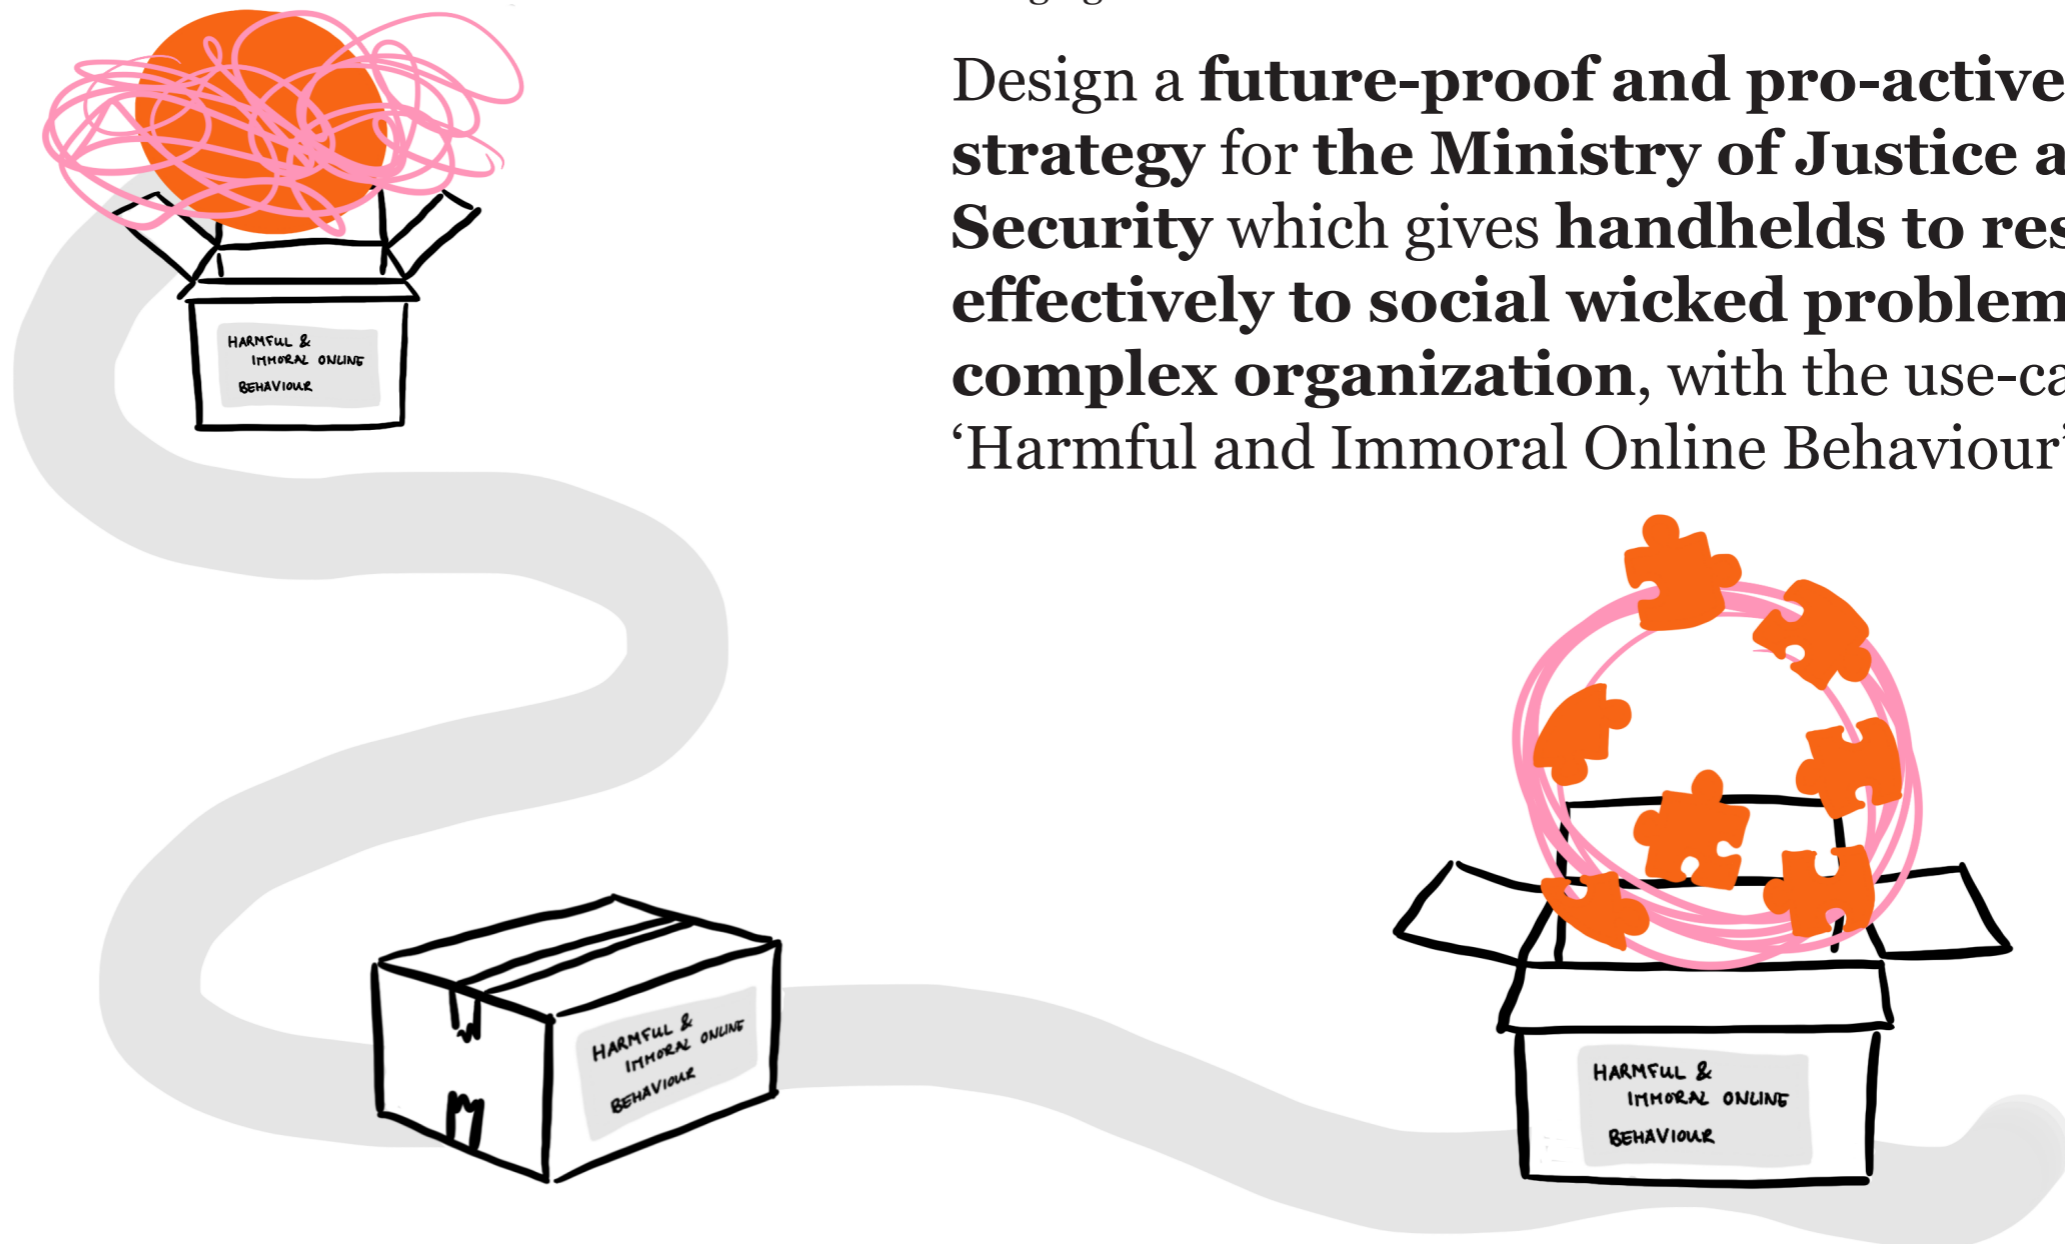 Design a future-proof and pro-active
strategy for the Ministry of Justice a
Security which gives handhelds to res
effectively to social wicked problem
complex organization, with the use-ca
‘Harmful and Immoral Online Behaviour’
HARMFUL &
IMMORAL ONLINE
BEHAVIOUR
HARMFUL &
IMMORAL ONLINE
BEHAVIOUR
HARMFUL &
IMMORAL ONLINE
BEHAVIOUR